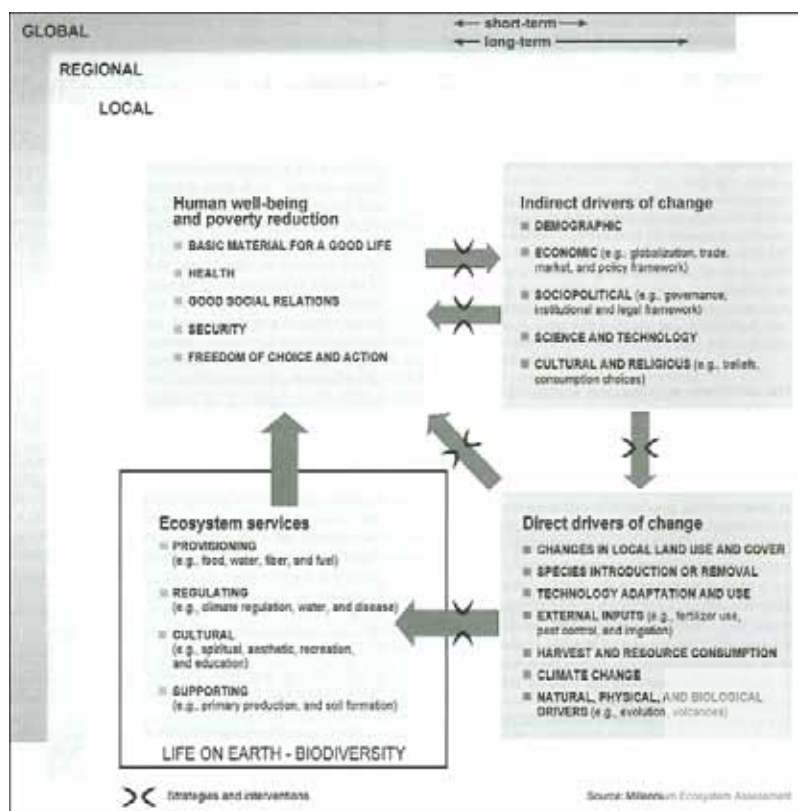 GLOBAL
short-term
long-term
REGIONAL
LOCAL
Human well-being
and poverty reduction
BASIC MATERIAL FOR A GOOD LIFE
HEALTH
GOOD SOCIAL RELATIONS
SECURITY
FREEDOM OF CHOICE AND ACTION
Indirect drivers of change
DEMOGRAPHIC
ECONOMIC (e.g., globalization, trade,
market, and policy framework)
SOCIOPOLITICAL (e.g., governance,
institutional and legal framework)
SCIENCE AND TECHNOLOGY
CULTURAL AND RELIGIOUS (e.g., beliefs,
consumption choices)
Ecosystem services
PROVISIONING
(e.g., food, water, fiber, and fuel)
REGULATING
(e.g., climate regulation, water, and disease)
CULTURAL
(e.g., spiritual, aesthetic, recreation,
and education)
SUPPORTING
(e.g., primary production, and soil formation)
LIFE ON EARTH - BIODIVERSITY
Direct drivers of change
CHANGES IN LOCAL LAND USE AND COVER
SPECIES INTRODUCTION OR REMOVAL
TECHNOLOGY ADAPTATION AND USE
EXTERNAL INPUTS (e.g., fertilizer use,
pest control, and irrigation)
HARVEST AND RESOURCE CONSUMPTION
CLIMATE CHANGE
NATURAL, PHYSICAL, AND BIOLOGICAL
DRIVERS (e.g., evolution, volcanoes)
Strategies and interventions
Source: Millennium Ecosystem Assessment